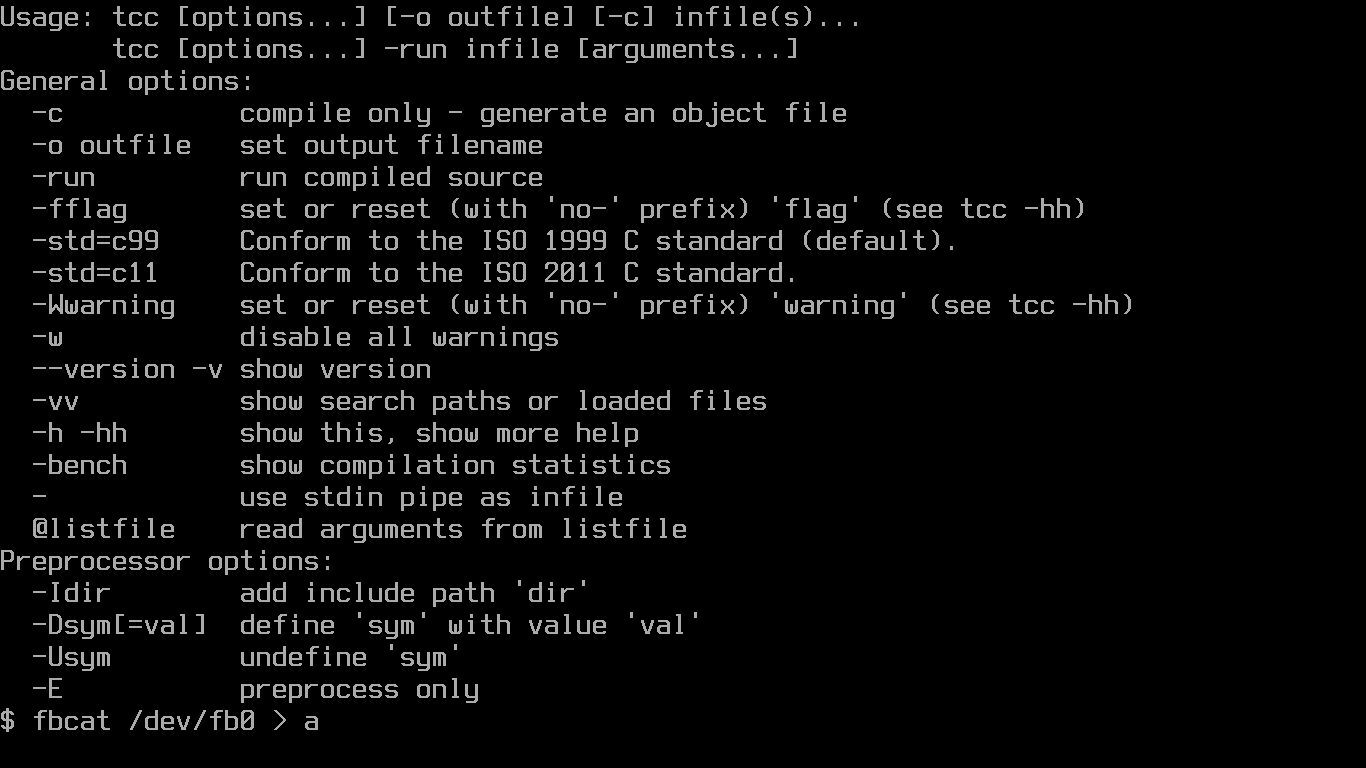 Usage: tcc [options...] [-o outfile] [-c] infile(s)...
       tcc [options...] -run infile [arguments...]
General options:
  -c           compile only - generate an object file
  -o outfile   set output filename
  -run         run compiled source
  -fflag       set or reset (with 'no-' prefix) 'flag' (see tcc -hh)
  -std=c99     Conform to the ISO 1999 C standard (default).
  -std=c11     Conform to the ISO 2011 C standard.
  -Wwarning    set or reset (with 'no-' prefix) 'warning' (see tcc -hh)
  -w           disable all warnings
  --version -v show version
  -vv          show search paths or loaded files
  -h -hh       show this, show more help
  -bench       show compilation statistics
  -            use stdin pipe as infile
  @listfile    read arguments from listfile
Preprocessor options:
  -Idir        add include path 'dir'
  -Dsym[=val]  define 'sym' with value 'val'
  -Usym        undefine 'sym'
  -E           preprocess only
$ fbcat /dev/fb0 > a